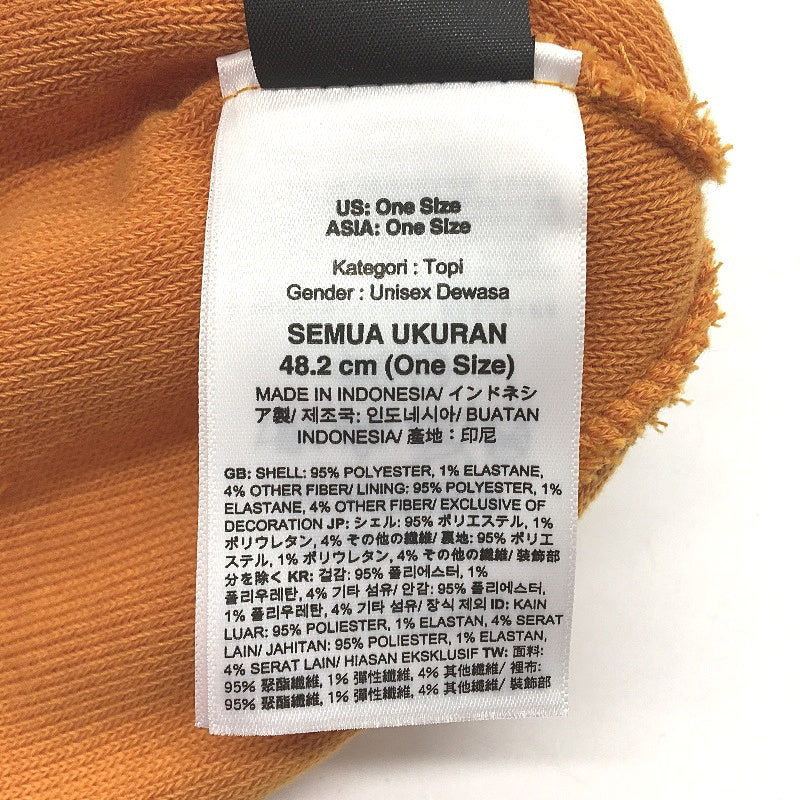 US: One Size
ASIA: One Size
Kategori : Topi
Gender : Unisex Dewasa
SEMUA UKURAN
48.2 cm (One Size)
MADE IN INDONESIA/ インドネシ
ア製/ 제조국: 인도네시아/ BUATAN
INDONESIA/ 產地：印尼
GB: SHELL: 95% POLYESTER, 1% ELASTANE,
4% OTHER FIBER/ LINING: 95% POLYESTER, 1%
ELASTANE, 4% OTHER FIBER/ EXCLUSIVE OF
DECORATION JP: シェル: 95% ポリエステル, 1%
ポリウレタン, 4% その他の繊維/ 裏地: 95% ポリエ
ステル, 1% ポリウレタン, 4% その他の繊維/ 装飾部
分を除く KR: 겉감: 95% 폴리에스터, 1%
폴리우레탄, 4% 기타 섬유/ 안감: 95% 폴리에스터,
1% 폴리우레탄, 4% 기타 섬유/ 장식 제외 ID: KAIN
LUAR: 95% POLIESTER, 1% ELASTAN, 4% SERAT
LAIN/ JAHITAN: 95% POLIESTER, 1% ELASTAN,
4% SERAT LAIN/ HIASAN EKSKLUSIF TW: 面料:
95% 聚酯纖維, 1% 彈性纖維, 4% 其他纖維/ 裡布:
95% 聚酯纖維, 1% 彈性纖維, 4% 其他纖維/ 裝飾部